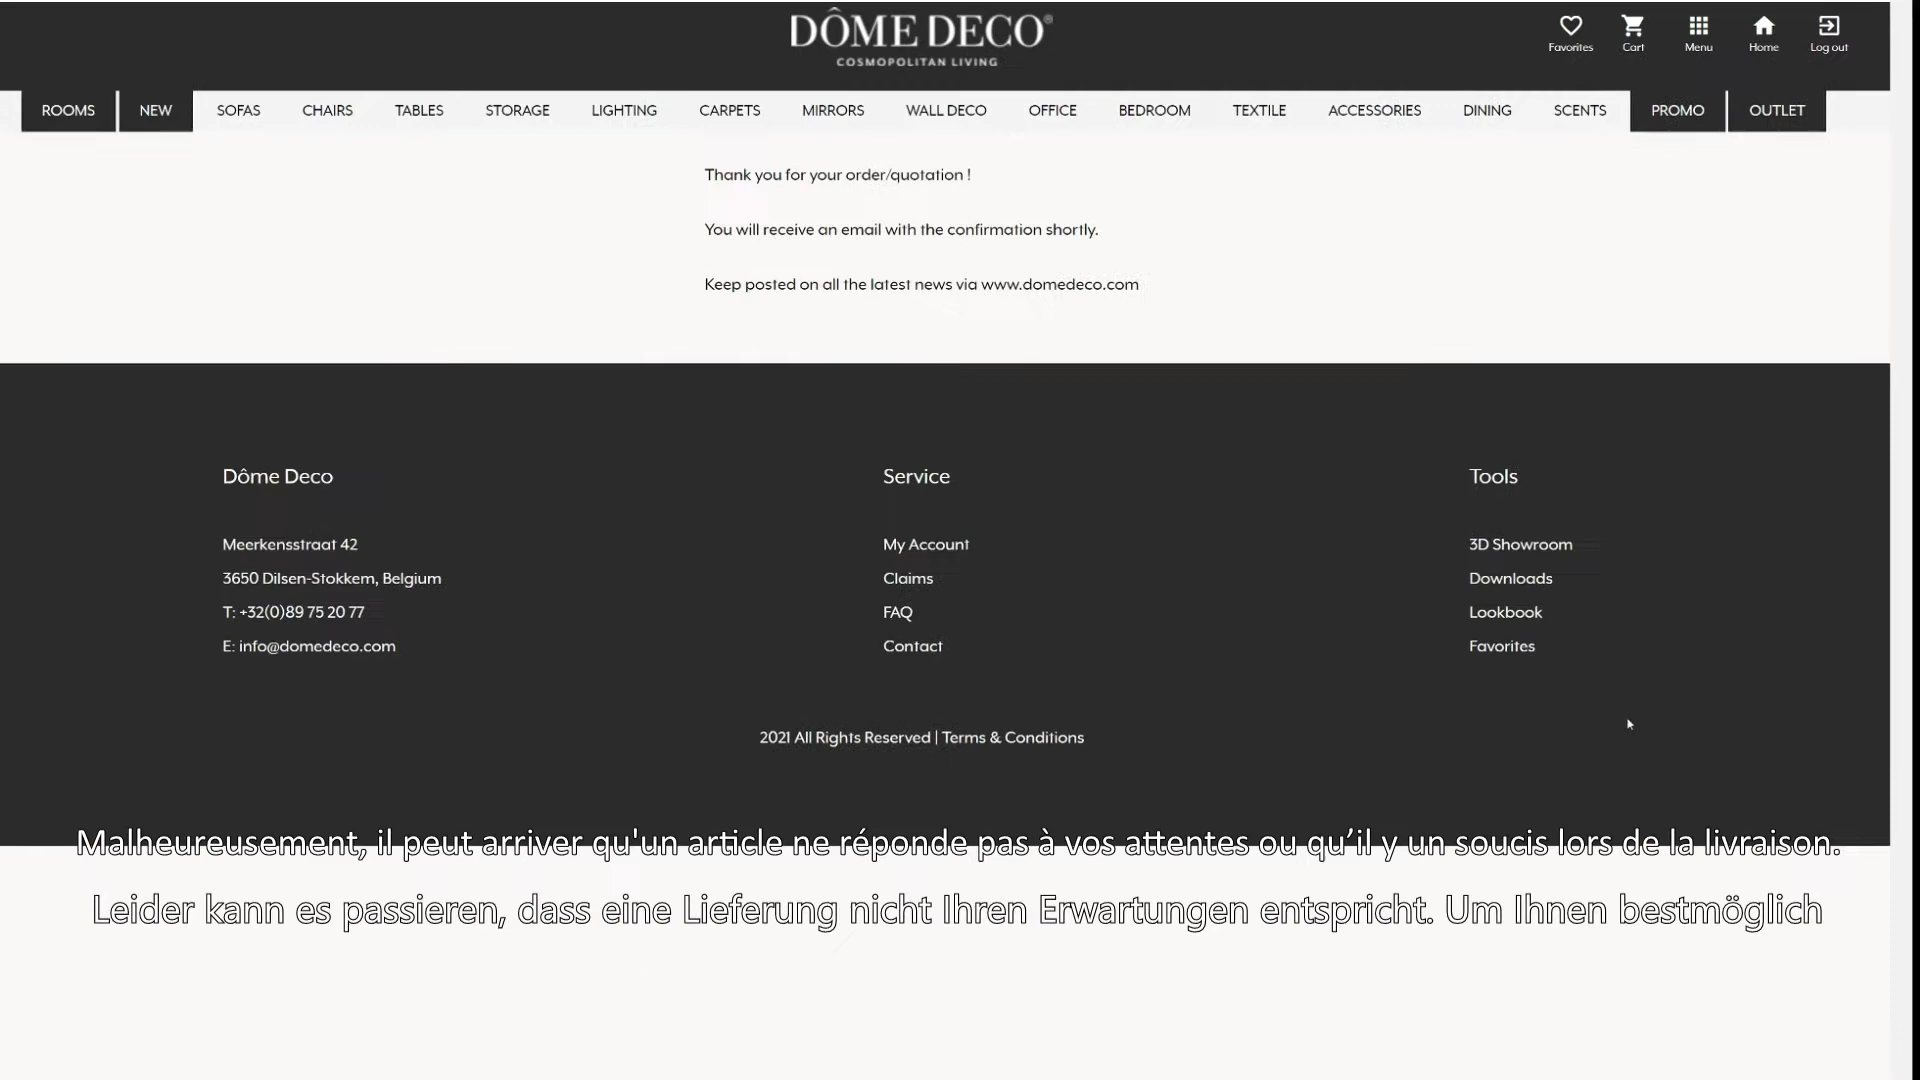 DÔME DECO®
COSMOPOLITAN LIVING
Favorites
Cart
Menu
Home
Log out
ROOMS
NEW
SOFAS
CHAIRS
TABLES
STORAGE
LIGHTING
CARPETS
MIRRORS
WALL DECO
OFFICE
BEDROOM
TEXTILE
ACCESSORIES
DINING
SCENTS
PROMO
OUTLET
Thank you for your order/quotation !
You will receive an email with the confirmation shortly.
Keep posted on all the latest news via www.domedeco.com
Dôme Deco
Meerkensstraat 42
3650 Dilsen-Stokkem, Belgium
T: +32(0)89 75 20 77
E: info@domedeco.com
Service
My Account
Claims
FAQ
Contact
Tools
3D Showroom
Downloads
Lookbook
Favorites
2021 All Rights Reserved | Terms & Conditions
Malheureusement, il peut arriver qu'un article ne réponde pas à vos attentes ou qu’il y un soucis lors de la livraison.
Leider kann es passieren, dass eine Lieferung nicht Ihren Erwartungen entspricht. Um Ihnen bestmöglich